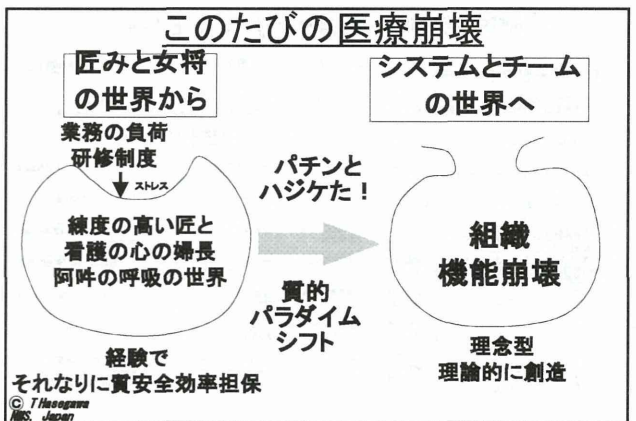 このたびの医療崩壊
匠みと女将
の世界から
システムとチーム
の世界へ
業務の負荷
研修制度
ストレス
パチンと
ハジケた！
練度の高い匠と
看護の心の婦長
阿吽の呼吸の世界
組織
機能崩壊
質的
パラダイム
シフト
経験で
それなりに質安全効率担保
理念型
理論的に創造
© T Hasegawa
NMS. Japan